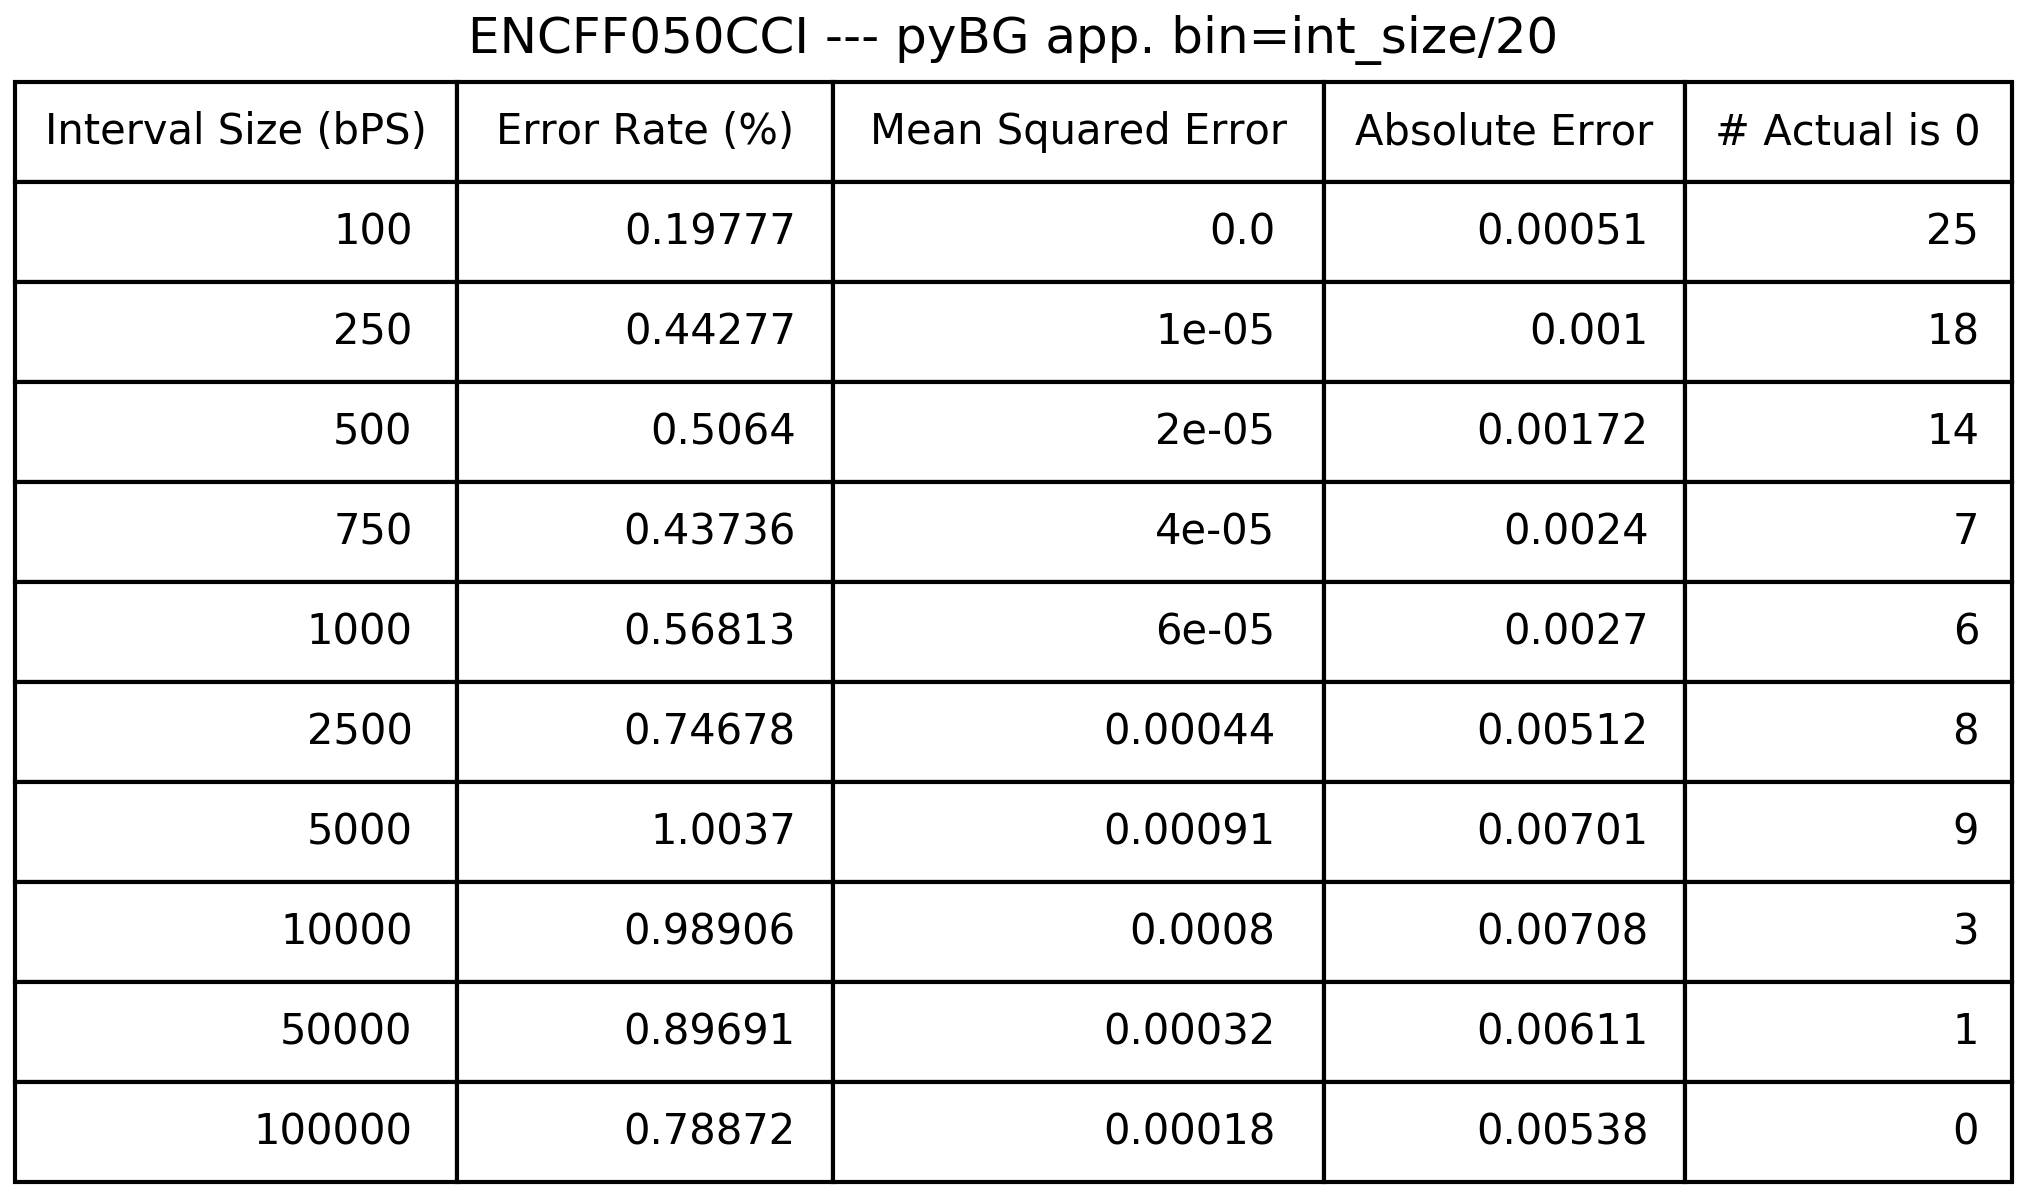 ENCFF050CCI --- pyBG app. bin=int_size/20
Interval Size (bPS) Error Rate (%) Mean Squared Error Absolute Error # Actual is 0
100 0.19777 0.0 0.00051 25
250 0.44277 1e-05 0.001 18
500 0.5064 2e-05 0.00172 14
750 0.43736 4e-05 0.0024 7
1000 0.56813 6e-05 0.0027 6
2500 0.74678 0.00044 0.00512 8
5000 1.0037 0.00091 0.00701 9
10000 0.98906 0.0008 0.00708 3
50000 0.89691 0.00032 0.00611 1
100000 0.78872 0.00018 0.00538 0